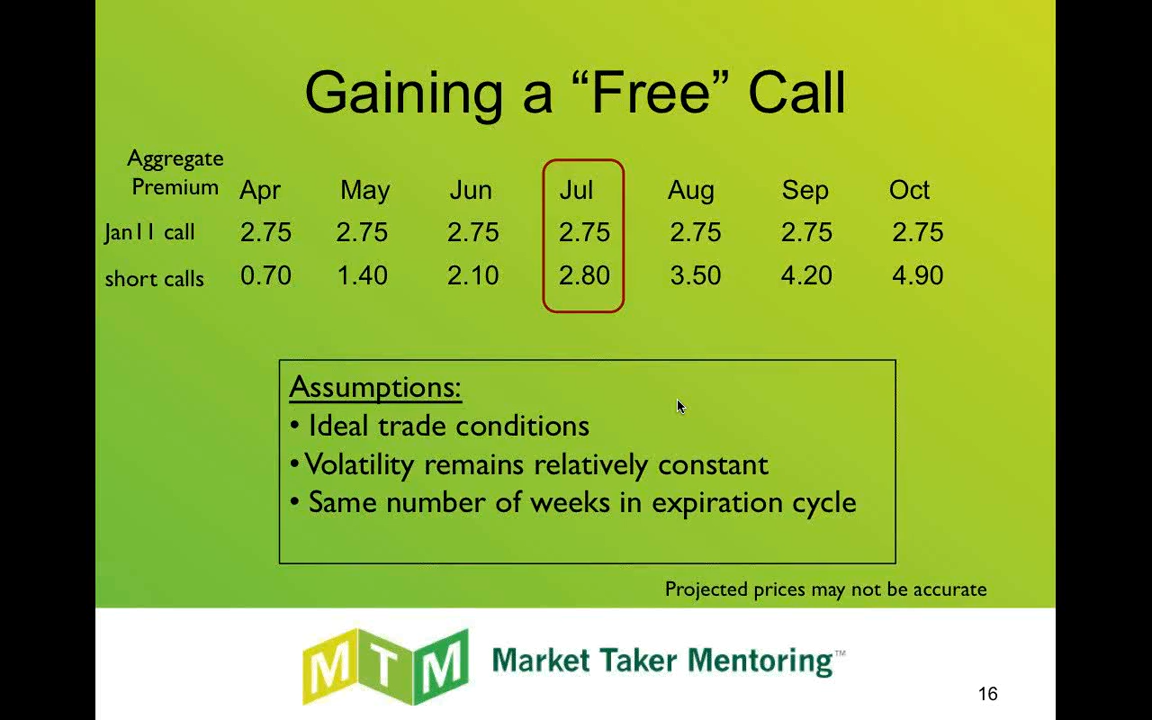 Gaining a “Free” Call
Aggregate
Premium Apr May Jun Jul Aug Sep Oct
Jan11 call 2.75 2.75 2.75 2.75 2.75 2.75 2.75
short calls 0.70 1.40 2.10 2.80 3.50 4.20 4.90
Assumptions:
• Ideal trade conditions
• Volatility remains relatively constant
• Same number of weeks in expiration cycle
Projected prices may not be accurate
MTM Market Taker Mentoring™
16